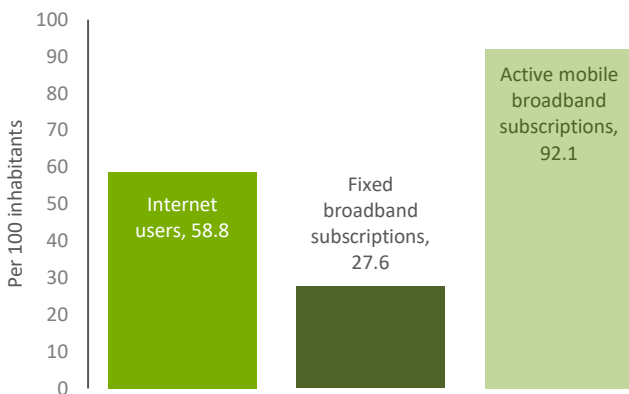 100
90
80
70
60
50
40
30
20
10
0
Per 100 inhabitants
Internet
users, 58.8
Fixed
broadband
subscriptions,
27.6
Active mobile
broadband
subscriptions,
92.1